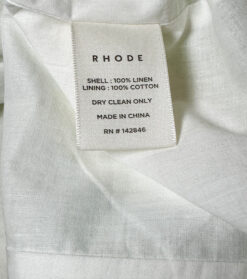 RHODE
SHELL : 100% LINEN
LINING : 100% COTTON
DRY CLEAN ONLY
MADE IN CHINA
RN # 142846